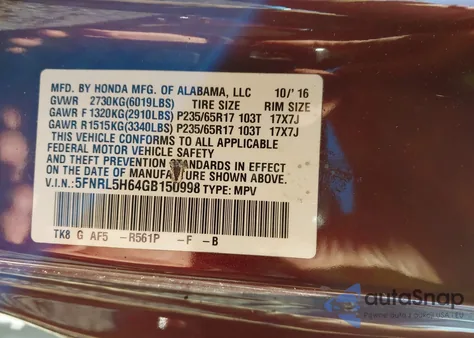 MFD. BY HONDA MFG. OF ALABAMA, LLC 10/'16
GVWR 2730KG(6019LBS) TIRE SIZE RIM SIZE
GAWR F 1320KG(2910LBS) P235/65R17 103T 17X7J
GAWR R1515KG(3340LBS) P235/65R17 103T 17X7J
THIS VEHICLE CONFORMS TO ALL APPLICABLE
FEDERAL MOTOR VEHICLE SAFETY
AND THEFT PREVENTION STANDARDS IN EFFECT
ON THE DATE OF MANUFACTURE SHOWN ABOVE.
V.I.N.: 5FNRL5H64GB150998 TYPE: MPV
TK8 G AF5 -R561P -F -B
autoSnap